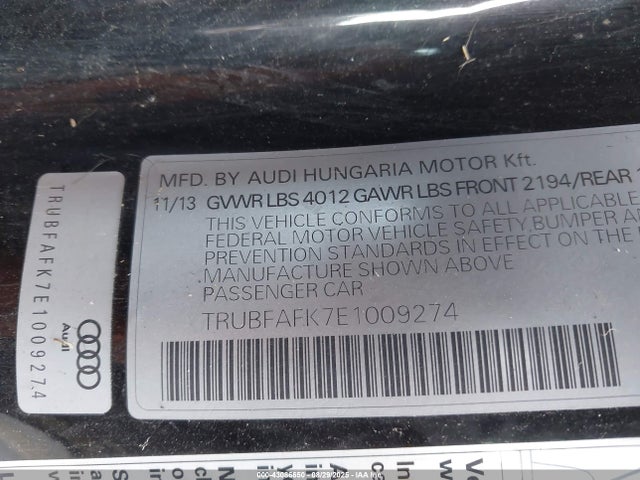 MFD. BY AUDI HUNGARIA MOTOR Kft.
11/13 GWWR LBS 4012 GAWR LBS FRONT 2194/REAR
THIS VEHICLE CONFORMS TO ALL APPLICABLE
FEDERAL MOTOR VEHICLE SAFETY, BUMPER AND
PREVENTION STANDARDS IN EFFECT ON THE
MANUFACTURE SHOWN ABOVE
PASSENGER CAR
TRUBFAFK7E1009274
TRUBFAFK7E1009274
Audi